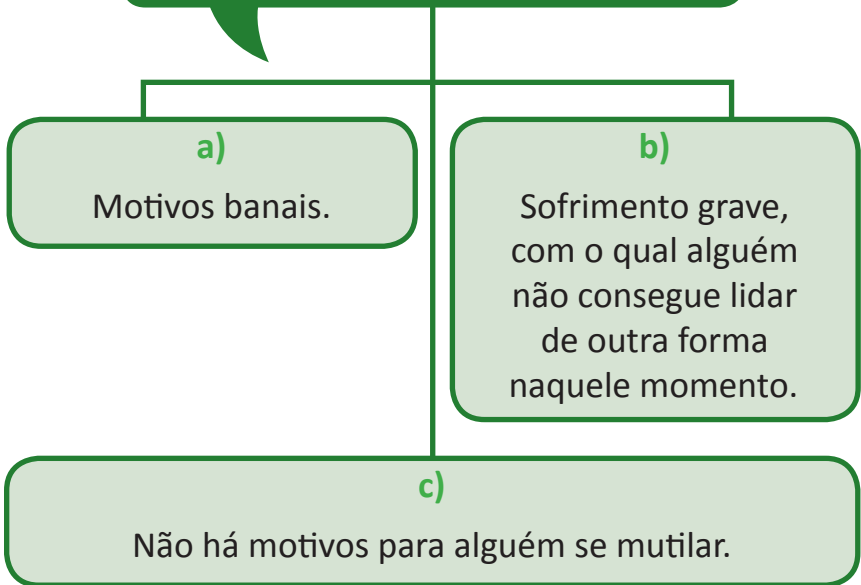 a)
Motivos banais.
b)
Sofrimento grave,
com o qual alguém
não consegue lidar
de outra forma
naquele momento.
c)
Não há motivos para alguém se mutilar.